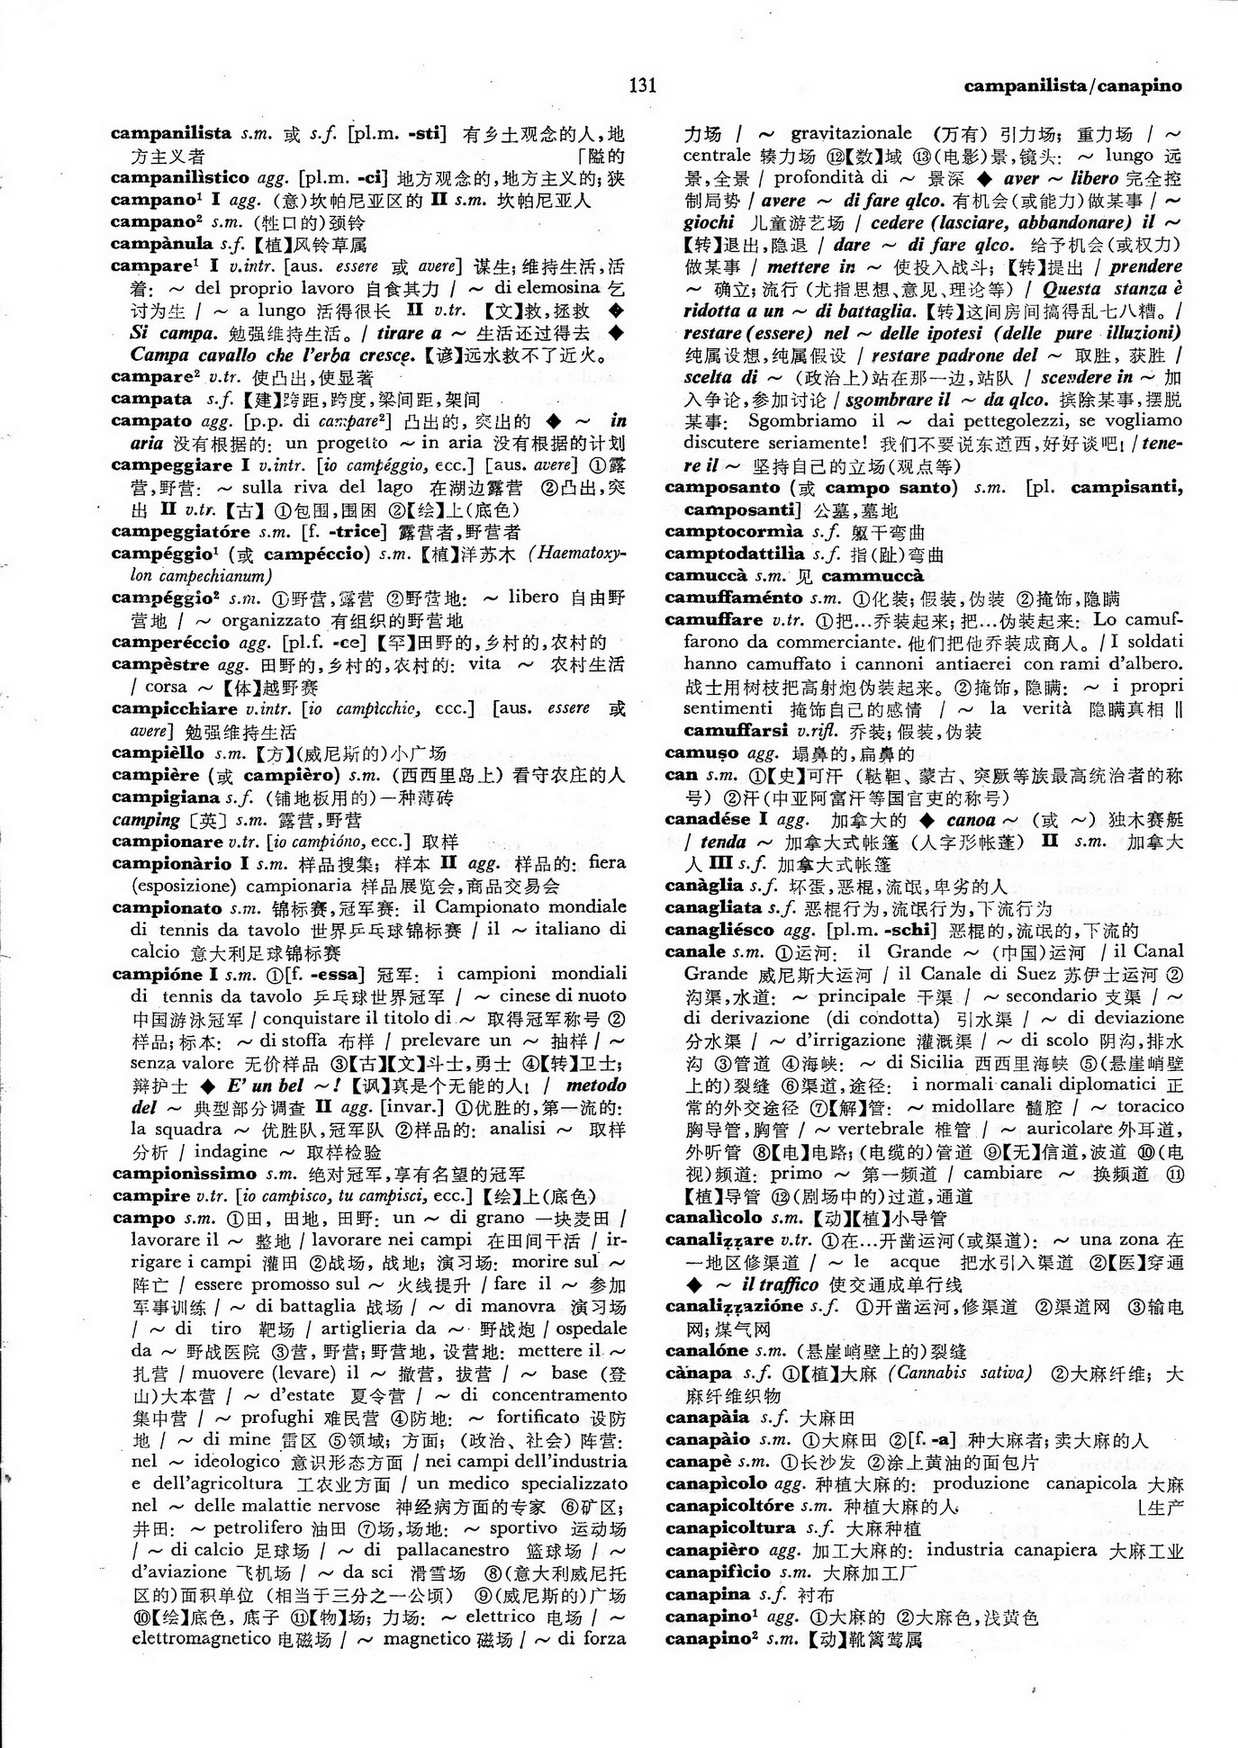 131
campanilista/canapino
campanilista s.m. 或 s.f. [pl.m. -sti] 有乡土观念的人,地
方主义者 「隘的
campanilìstico agg. [pl.m. -ci] 地方观念的,地方主义的;狭
campano¹ I agg. (意)坎帕尼亚区的 II s.m. 坎帕尼亚人
campano² s.m. (牲口的)颈铃
campànula s.f.【植】风铃草属
campare¹ I v.intr. [aus. essere 或 avere] 谋生;维持生活,活
着: ～ del proprio lavoro 自食其力 / ～ di elemosina 乞
讨为生 / ～ a lungo 活得很长 II v.tr. 【文】救,拯救 ◆
Si campa. 勉强维持生活。/ tirare a ～ 生活还过得去 ◆
Campa cavallo che l'erba cresce.【谚】远水救不了近火。
campare² v.tr. 使凸出,使显著
campata s.f.【建】跨距,跨度,梁间距,架间
campato agg. [p.p. di campare²] 凸出的,突出的 ◆ ～ in
aria 没有根据的: un progetto ～ in aria 没有根据的计划
campeggiare I v.intr. [io campéggio, ecc.] [aus. avere] ①露
营,野营: ～ sulla riva del lago 在湖边露营 ②凸出,突
出 II v.tr.【古】①包围,围困 ②【绘】上(底色)
campeggiatóre s.m. [f. -trice] 露营者,野营者
campéggio¹ (或 campéccio) s.m.【植】洋苏木 (Haematoxy-
lon campechianum)
campéggio² s.m. ①野营,露营 ②野营地: ～ libero 自由野
营地 / ～ organizzato 有组织的野营地
camperéccio agg. [pl.f. -ce]【罕】田野的,乡村的,农村的
campèstre agg. 田野的,乡村的,农村的: vita ～ 农村生活
/ corsa ～【体】越野赛
campicchiare v.intr. [io campìcchio, ecc.] [aus. essere 或
avere] 勉强维持生活
campièllo s.m.【方】(威尼斯的)小广场
campière (或 campièro) s.m. (西西里岛上) 看守农庄的人
campigiana s.f. (铺地板用的)一种薄砖
camping [英] s.m. 露营,野营
campionare v.tr. [io campióno, ecc.] 取样
campionàrio I s.m. 样品搜集; 样本 II agg. 样品的: fiera
(esposizione) campionaria 样品展览会,商品交易会
campionato s.m. 锦标赛,冠军赛: il Campionato mondiale
di tennis da tavolo 世界乒乓球锦标赛 / il ～ italiano di
calcio 意大利足球锦标赛
campióne I s.m. ①[f. -essa] 冠军: i campioni mondiali
di tennis da tavolo 乒乓球世界冠军 / ～ cinese di nuoto
中国游泳冠军 / conquistare il titolo di ～ 取得冠军称号 ②
样品;标本: ～ di stoffa 布样 / prelevare un ～ 抽样 / ～
senza valore 无价样品 ③【古】【文】斗士,勇士 ④【转】卫士;
辩护士 ◆ E' un bel ～!【讽】真是个无能的人! / metodo
del ～ 典型部分调查 II agg. [invar.] ①优胜的,第一流的:
la squadra ～ 优胜队,冠军队 ②样品的: analisi ～ 取样
分析 / indagine ～ 取样检验
campionìssimo s.m. 绝对冠军,享有名望的冠军
campire v.tr. [io campisco, tu campisci, ecc.]【绘】上(底色)
campo s.m. ①田, 田地, 田野: un ～ di grano 一块麦田 /
lavorare il ～ 整地 / lavorare nei campi 在田间干活 / ir-
rigare i campi 灌田 ②战场, 战地; 演习场: morire sul ～
阵亡 / essere promosso sul ～ 火线提升 / fare il ～ 参加
军事训练 / ～ di battaglia 战场 / ～ di manovra 演习场
/ ～ di tiro 靶场 / artiglieria da ～ 野战炮 / ospedale
da ～ 野战医院 ③营, 野营;野营地, 设营地: mettere il ～
扎营 / muovere (levare) il ～ 撤营, 拔营 / ～ base (登
山)大本营 / ～ d'estate 夏令营 / ～ di concentramento
集中营 / ～ profughi 难民营 ④防地: ～ fortificato 设防
地 / ～ di mine 雷区 ⑤领域; 方面; (政治、社会) 阵营:
nel ～ ideologico 意识形态方面 / nei campi dell'industria
e dell'agricoltura 工农业方面 / un medico specializzato
nel ～ delle malattie nervose 神经病方面的专家 ⑥矿区;
井田: ～ petrolifero 油田 ⑦场,场地: ～ sportivo 运动场
/ ～ di calcio 足球场 / ～ di pallacanestro 篮球场 / ～
d'aviazione 飞机场 / ～ da sci 滑雪场 ⑧(意大利威尼托
区的)面积单位 (相当于三分之一公顷) ⑨(威尼斯的)广场
⑩【绘】底色, 底子 ⑪【物】场; 力场: ～ elettrico 电场 / ～
elettromagnetico 电磁场 / ～ magnetico 磁场 / ～ di forza
力场 / ～ gravitazionale (万有) 引力场; 重力场 / ～
centrale 辏力场 ⑫【数】域 ⑬(电影)景,镜头: ～ lungo 远
景,全景 / profondità di ～ 景深 ◆ aver ～ libero 完全控
制局势 / avere ～ di fare qlco. 有机会(或能力)做某事 / ～
giochi 儿童游艺场 / cedere (lasciare, abbandonare) il ～
【转】退出,隐退 / dare ～ di fare qlco. 给予机会(或权力)
做某事 / mettere in ～ 使投入战斗; 【转】提出 / prendere
～ 确立;流行 (尤指思想、意见、理论等) / Questa stanza è
ridotta a un ～ di battaglia.【转】这间房间搞得乱七八糟。/
restare (essere) nel ～ delle ipotesi (delle pure illuzioni)
纯属设想,纯属假设 / restare padrone del ～ 取胜, 获胜 /
scelta di ～ (政治上)站在那一边,站队 / scendere in ～ 加
入争论,参加讨论 / sgombrare il ～ da qlco. 摈除某事,摆脱
某事: Sgombriamo il ～ dai pettegolezzi, se vogliamo
discutere seriamente! 我们不要说东道西,好好谈吧! / tene-
re il ～ 坚持自己的立场(观点等)
camposanto (或 campo santo) s.m. [pl. campisanti,
camposanti] 公墓,墓地
camptocormìa s.f. 躯干弯曲
camptodattilìa s.f. 指(趾)弯曲
camuccà s.m. 见 cammuccà
camuffaménto s.m. ①化装;假装,伪装 ②掩饰,隐瞒
camuffare v.tr. ①把…乔装起来;把…伪装起来: Lo camuf-
farono da commerciante. 他们把他乔装成商人。/ I soldati
hanno camuffato i cannoni antiaerei con rami d'albero.
战士用树枝把高射炮伪装起来。②掩饰,隐瞒: ～ i propri
sentimenti 掩饰自己的感情 / ～ la verità 隐瞒真相 ‖
camuffarsi v.rifl. 乔装;假装,伪装
camuṣo agg. 塌鼻的,扁鼻的
can s.m. ①【史】可汗 (鞑靼、蒙古、突厥等族最高统治者的称
号) ②汗(中亚阿富汗等国官吏的称号)
canadése I agg. 加拿大的 ◆ canoa ～ (或 ～) 独木赛艇
/ tenda ～ 加拿大式帐篷 (人字形帐篷) II s.m. 加拿大
人 III s.f. 加拿大式帐篷
canàglia s.f. 坏蛋,恶棍,流氓,卑劣的人
canagliata s.f. 恶棍行为,流氓行为,下流行为
canagliésco agg. [pl.m. -schi] 恶棍的,流氓的,下流的
canale s.m. ①运河: il Grande ～ (中国)运河 / il Canal
Grande 威尼斯大运河 / il Canale di Suez 苏伊士运河 ②
沟渠,水道: ～ principale 干渠 / ～ secondario 支渠 / ～
di derivazione (di condotta) 引水渠 / ～ di deviazione
分水渠 / ～ d'irrigazione 灌溉渠 / ～ di scolo 阴沟,排水
沟 ③管道 ④海峡: ～ di Sicilia 西西里海峡 ⑤(悬崖峭壁
上的)裂缝 ⑥渠道,途径: i normali canali diplomatici 正
常的外交途径 ⑦【解】管: ～ midollare 髓腔 / ～ toracico
胸导管,胸管 / ～ vertebrale 椎管 / ～ auricolare 外耳道,
外听管 ⑧【电】电路; (电缆的)管道 ⑨【无】信道,波道 ⑩(电
视)频道: primo ～ 第一频道 / cambiare ～ 换频道 ⑪
【植】导管 ⑫(剧场中的)过道,通道
canalìcolo s.m.【动】【植】小导管
canaliẓẓare v.tr. ①在…开凿运河(或渠道): ～ una zona 在
一地区修渠道 / ～ le acque 把水引入渠道 ②【医】穿通
◆ ～ il traffico 使交通成单行线
canaliẓẓazióne s.f. ①开凿运河,修渠道 ②渠道网 ③输电
网;煤气网
canalóne s.m. (悬崖峭壁上的)裂缝
cànapa s.f. ①【植】大麻 (Cannabis sativa) ②大麻纤维; 大
麻纤维织物
canapàia s.f. 大麻田
canapàio s.m. ①大麻田 ②[f. -a] 种大麻者;卖大麻的人
canapè s.m. ①长沙发 ②涂上黄油的面包片
canapìcolo agg. 种植大麻的: produzione canapicola 大麻
canapicoltóre s.m. 种植大麻的人 ⌊生产
canapicoltura s.f. 大麻种植
canapièro agg. 加工大麻的: industria canapiera 大麻工业
canapifìcio s.m. 大麻加工厂
canapina s.f. 衬布
canapino¹ agg. ①大麻的 ②大麻色,浅黄色
canapino² s.m.【动】靴篱莺属